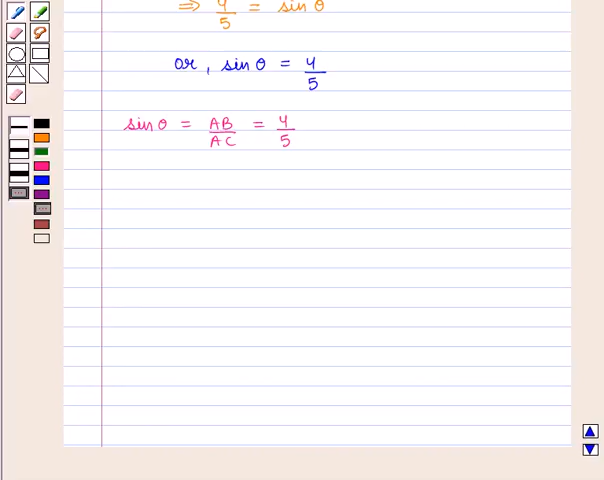 ⇒ 4/5 = sin θ
or, sin θ = 4/5
sin θ = AB/AC = 4/5